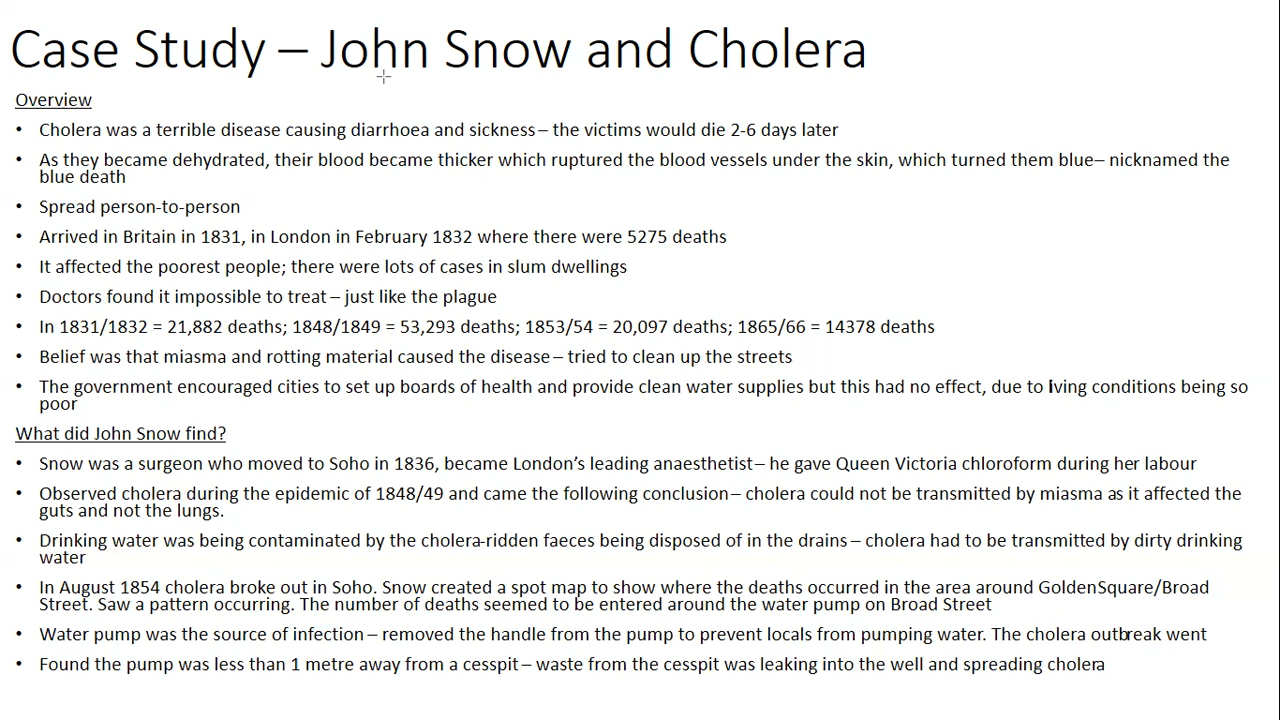 Case Study – John Snow and Cholera
Overview
• Cholera was a terrible disease causing diarrhoea and sickness – the victims would die 2-6 days later
• As they became dehydrated, their blood became thicker which ruptured the blood vessels under the skin, which turned them blue– nicknamed the
blue death
• Spread person-to-person
• Arrived in Britain in 1831, in London in February 1832 where there were 5275 deaths
• It affected the poorest people; there were lots of cases in slum dwellings
• Doctors found it impossible to treat – just like the plague
• In 1831/1832 = 21,882 deaths; 1848/1849 = 53,293 deaths; 1853/54 = 20,097 deaths; 1865/66 = 14378 deaths
• Belief was that miasma and rotting material caused the disease – tried to clean up the streets
• The government encouraged cities to set up boards of health and provide clean water supplies but this had no effect, due to living conditions being so
poor
What did John Snow find?
• Snow was a surgeon who moved to Soho in 1836, became London's leading anaesthetist – he gave Queen Victoria chloroform during her labour
• Observed cholera during the epidemic of 1848/49 and came the following conclusion – cholera could not be transmitted by miasma as it affected the
guts and not the lungs.
• Drinking water was being contaminated by the cholera-ridden faeces being disposed of in the drains – cholera had to be transmitted by dirty drinking
water
• In August 1854 cholera broke out in Soho. Snow created a spot map to show where the deaths occurred in the area around Golden Square/Broad
Street. Saw a pattern occurring. The number of deaths seemed to be entered around the water pump on Broad Street
• Water pump was the source of infection – removed the handle from the pump to prevent locals from pumping water. The cholera outbreak went
• Found the pump was less than 1 metre away from a cesspit – waste from the cesspit was leaking into the well and spreading cholera